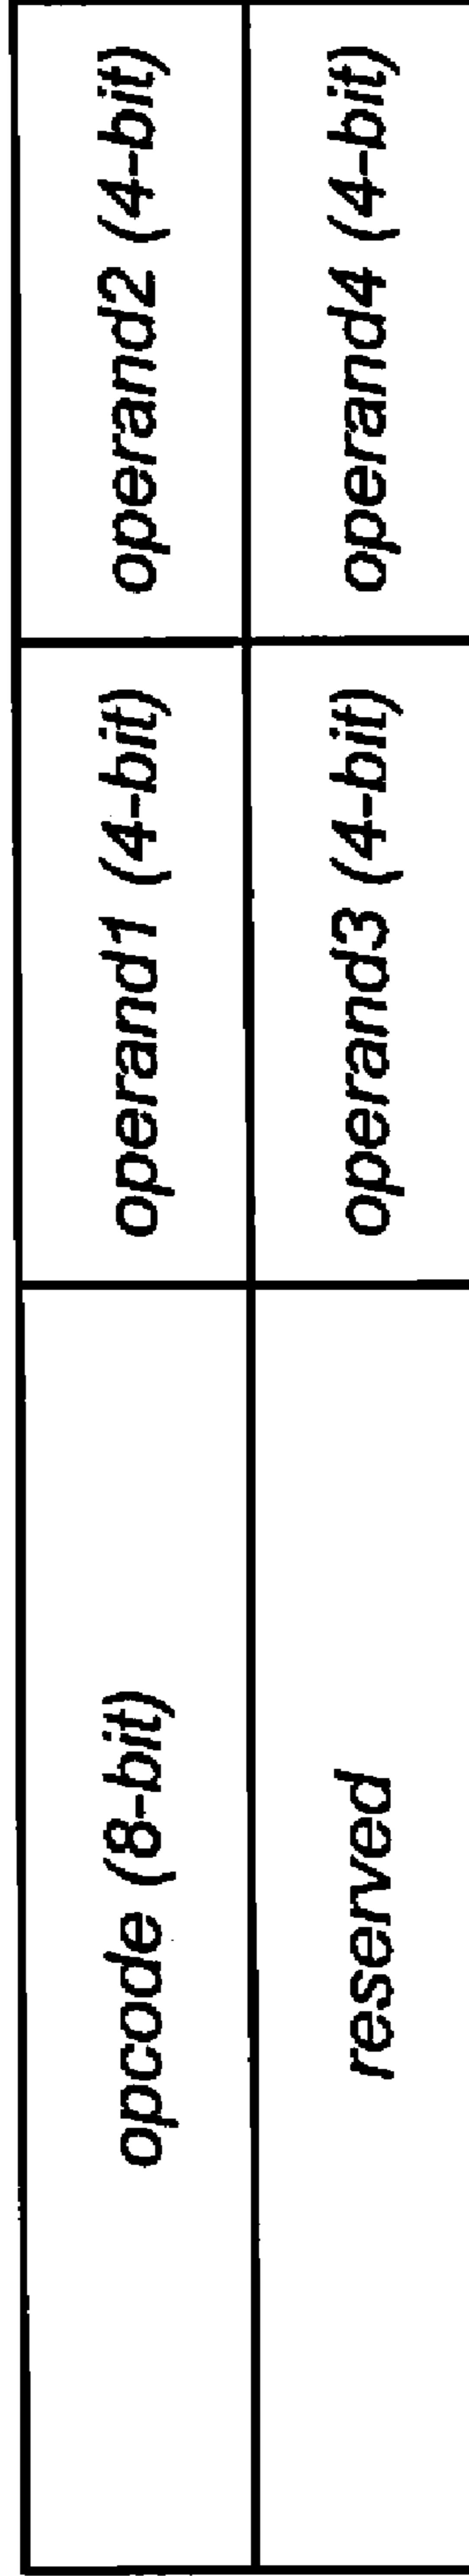 opcode (8-bit) operand1 (4-bit) operand2 (4-bit)
reserved operand3 (4-bit) operand4 (4-bit)